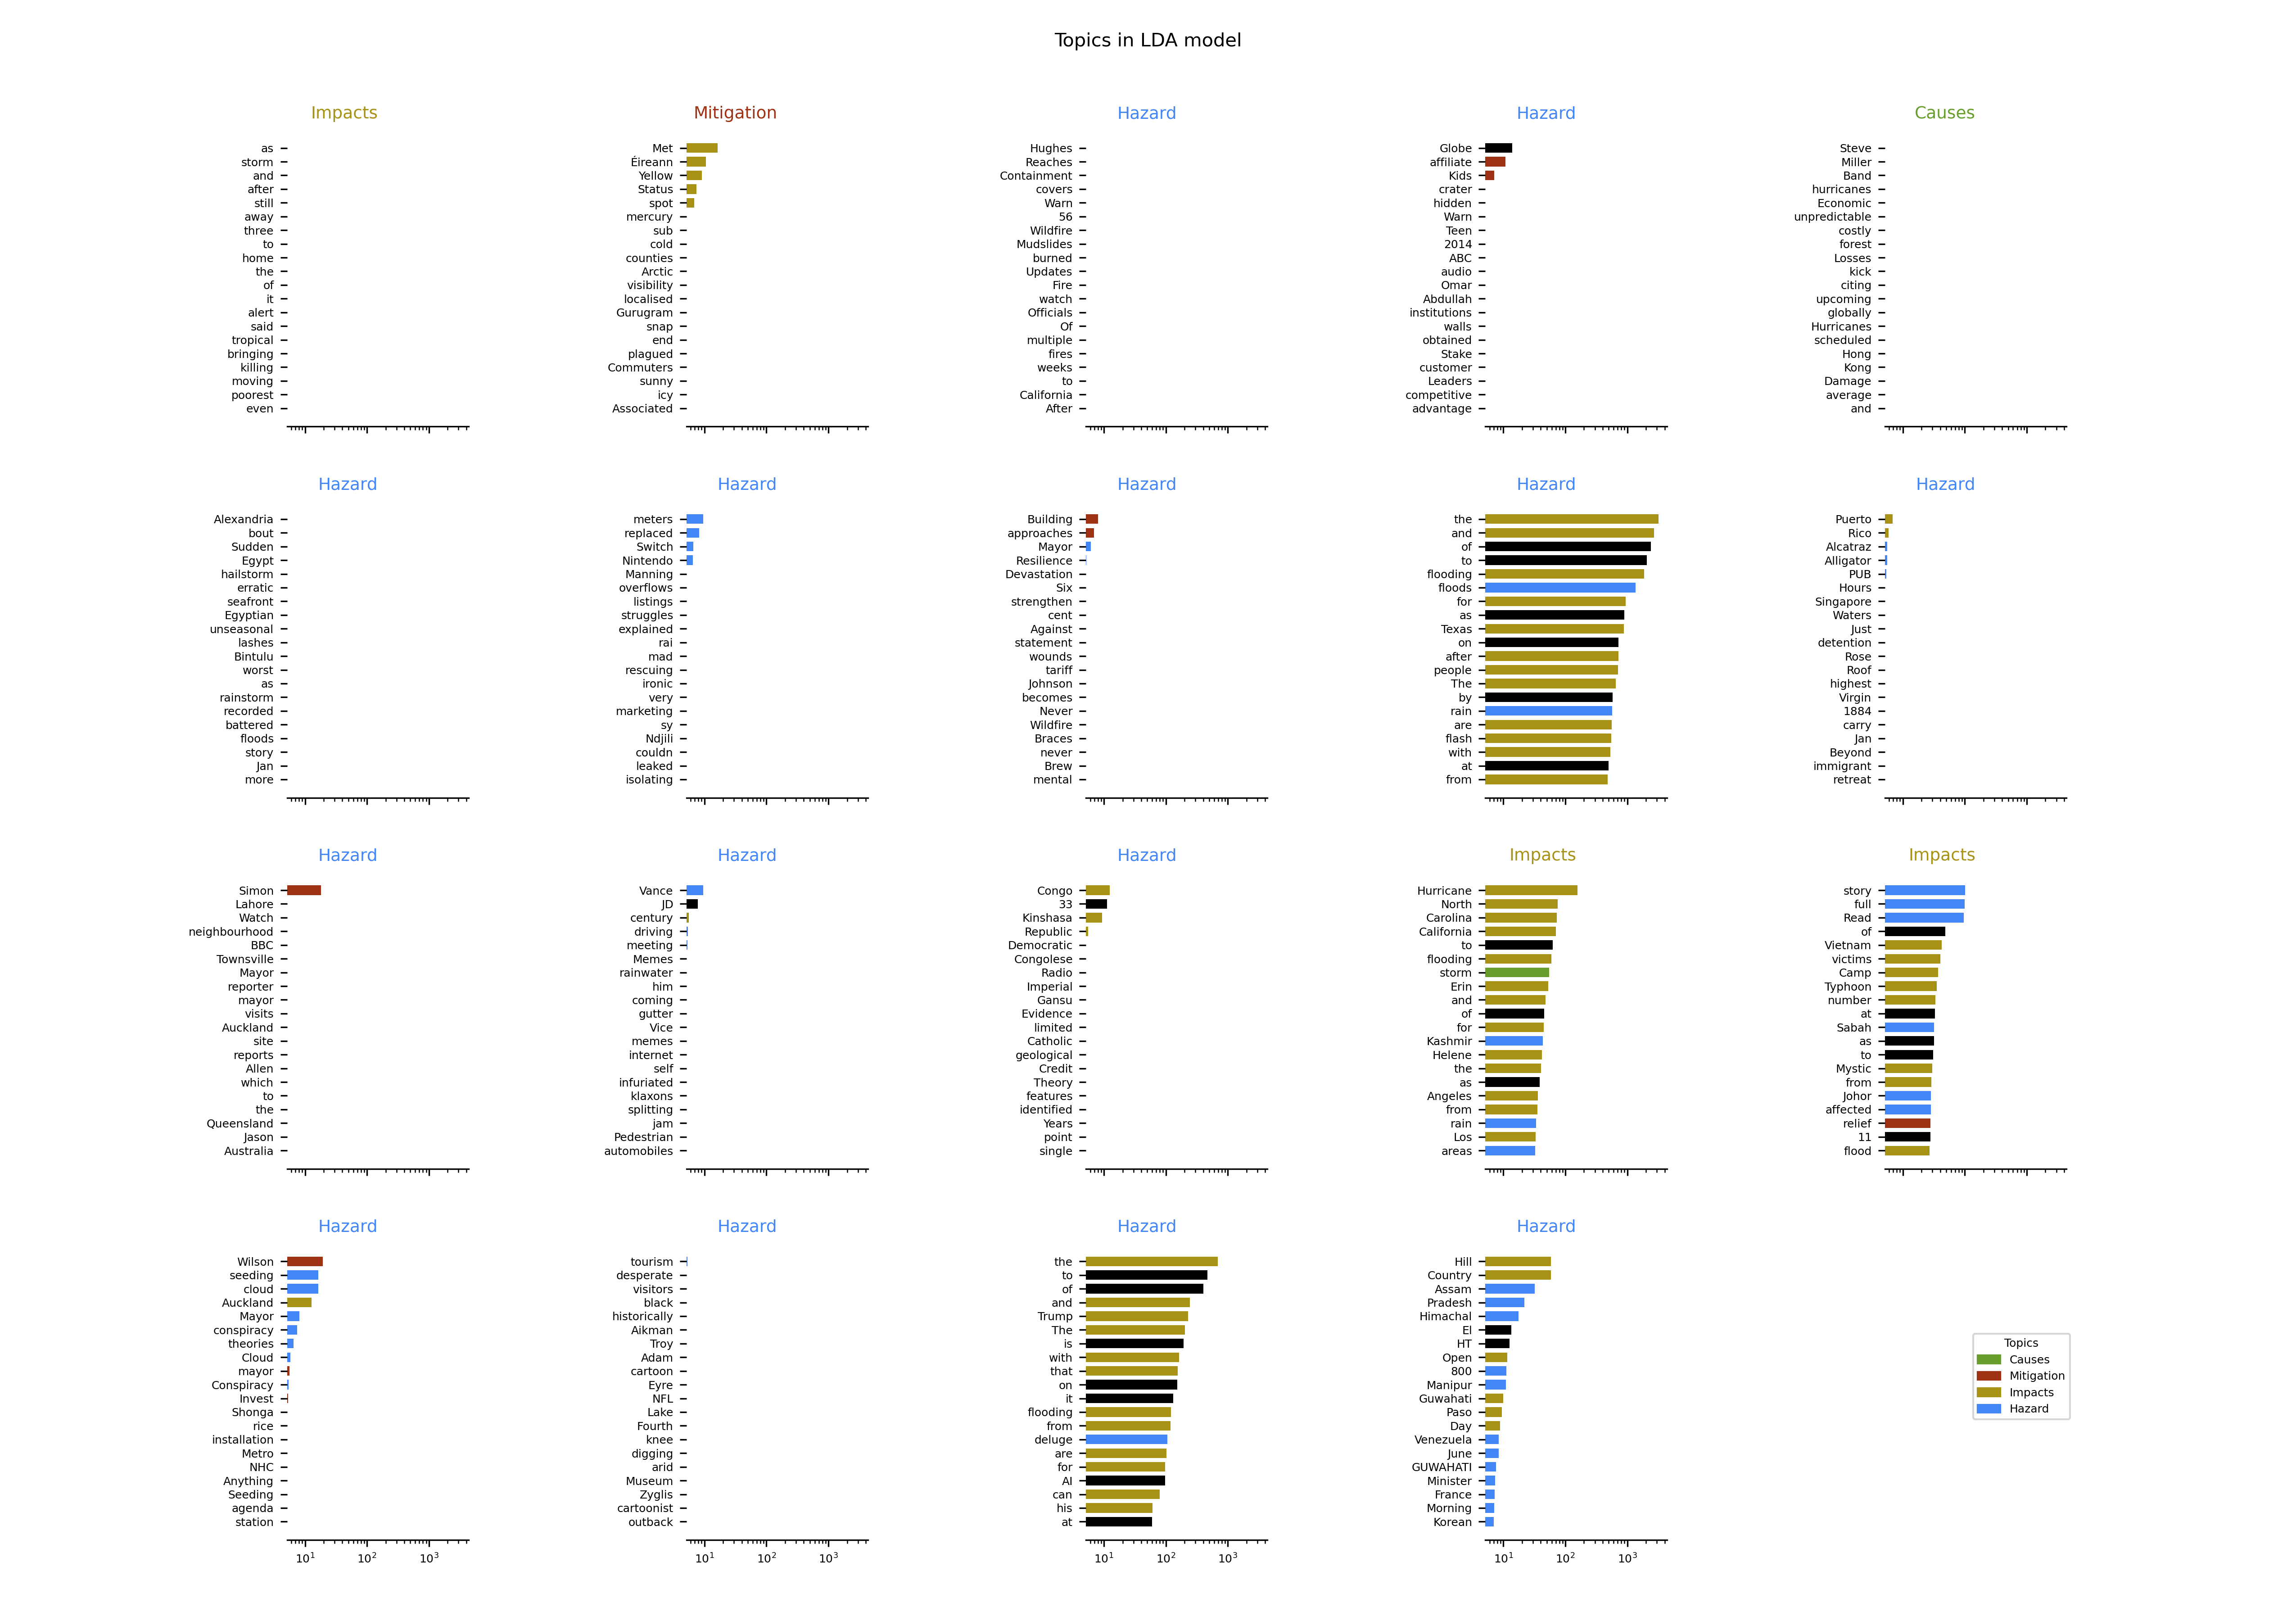 Topics in LDA model
Impacts
as
storm
and
after
still
away
three
to
home
the
of
it
alert
said
tropical
bringing
killing
moving
poorest
even
Mitigation
Met
Éireann
Yellow
Status
spot
mercury
sub
cold
counties
Arctic
visibility
localised
Gurugram
snap
end
plagued
Commuters
sunny
icy
Associated
Hazard
Hughes
Reaches
Containment
covers
Warn
56
Wildfire
Mudslides
burned
Updates
Fire
watch
Officials
Of
multiple
fires
weeks
to
California
After
Hazard
Globe
affiliate
Kids
crater
hidden
Warn
Teen
2014
ABC
audio
Omar
Abdullah
institutions
walls
obtained
Stake
customer
Leaders
competitive
advantage
Causes
Steve
Miller
Band
hurricanes
Economic
unpredictable
costly
forest
Losses
kick
citing
upcoming
globally
Hurricanes
scheduled
Hong
Kong
Damage
average
and
Hazard
Alexandria
bout
Sudden
Egypt
hailstorm
erratic
seafront
Egyptian
unseasonal
lashes
Bintulu
worst
as
rainstorm
recorded
battered
floods
story
Jan
more
Hazard
meters
replaced
Switch
Nintendo
Manning
overflows
listings
struggles
explained
rai
mad
rescuing
ironic
very
marketing
sy
Ndjili
couldn
leaked
isolating
Hazard
Building
approaches
Mayor
Resilience
Devastation
Six
strengthen
cent
Against
statement
wounds
tariff
Johnson
becomes
Never
Wildfire
Braces
never
Brew
mental
Hazard
the
and
of
to
flooding
floods
for
as
Texas
on
after
people
The
by
rain
are
flash
with
at
from
Hazard
Puerto
Rico
Alcatraz
Alligator
PUB
Hours
Singapore
Waters
Just
detention
Rose
Roof
highest
Virgin
1884
carry
Jan
Beyond
immigrant
retreat
Hazard
Simon
Lahore
Watch
neighbourhood
BBC
Townsville
Mayor
reporter
mayor
visits
Auckland
site
reports
Allen
which
to
the
Queensland
Jason
Australia
Hazard
Vance
JD
century
driving
meeting
Memes
rainwater
him
coming
gutter
Vice
memes
internet
self
infuriated
klaxons
splitting
jam
Pedestrian
automobiles
Hazard
Congo
33
Kinshasa
Republic
Democratic
Congolese
Radio
Imperial
Gansu
Evidence
limited
Catholic
geological
Credit
Theory
features
identified
Years
point
single
Impacts
Hurricane
North
Carolina
California
to
flooding
storm
Erin
and
of
for
Kashmir
Helene
the
as
Angeles
from
rain
Los
areas
Impacts
story
full
Read
of
Vietnam
victims
Camp
Typhoon
number
at
Sabah
as
to
Mystic
from
Johor
affected
relief
11
flood
Hazard
Wilson
seeding
cloud
Auckland
Mayor
conspiracy
theories
Cloud
mayor
Conspiracy
Invest
Shonga
rice
installation
Metro
NHC
Anything
Seeding
agenda
station
10¹ 10² 10³
Hazard
tourism
desperate
visitors
black
historically
Aikman
Troy
Adam
cartoon
Eyre
NFL
Lake
Fourth
knee
digging
arid
Museum
Zyglis
cartoonist
outback
10¹ 10² 10³
Hazard
the
to
of
and
Trump
The
is
with
that
on
it
flooding
from
deluge
are
for
AI
can
his
at
10¹ 10² 10³
Hazard
Hill
Country
Assam
Pradesh
Himachal
El
HT
Open
800
Manipur
Guwahati
Paso
Day
Venezuela
June
GUWAHATI
Minister
France
Morning
Korean
10¹ 10² 10³
Topics
Causes
Mitigation
Impacts
Hazard